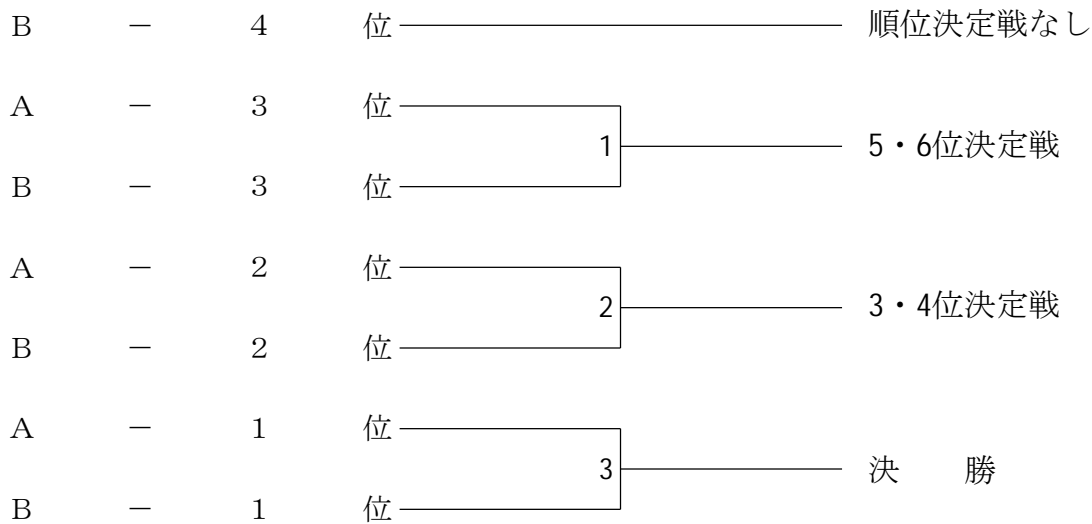 Ｂ － ４ 位 順位決定戦なし
Ａ － ３ 位
1 5・6位決定戦
Ｂ － ３ 位
Ａ － ２ 位
2 3・4位決定戦
Ｂ － ２ 位
Ａ － １ 位
3 決　　勝
Ｂ － １ 位